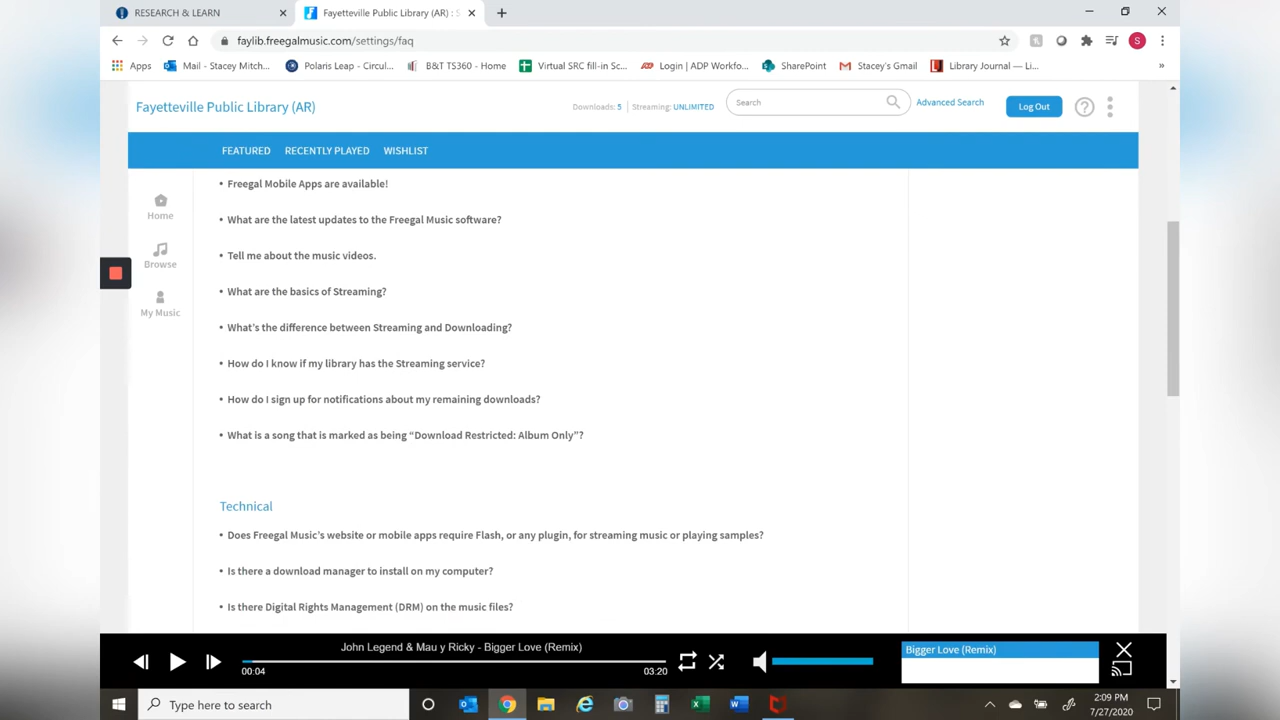 RESEARCH & LEARN
Fayetteville Public Library (AR) : S
faylib.freegalmusic.com/settings/faq
S
Apps
Mail - Stacey Mitch...
Polaris Leap - Circul...
B&T TS360 - Home
Virtual SRC fill-in Sc...
Login | ADP Workfo...
SharePoint
Stacey's Gmail
Library Journal — Li...
»
Fayetteville Public Library (AR)
Downloads: 5 | Streaming: UNLIMITED
Search
Advanced Search
Log Out
?
FEATURED
RECENTLY PLAYED
WISHLIST
Home
Browse
My Music
• Freegal Mobile Apps are available!
• What are the latest updates to the Freegal Music software?
• Tell me about the music videos.
• What are the basics of Streaming?
• What's the difference between Streaming and Downloading?
• How do I know if my library has the Streaming service?
• How do I sign up for notifications about my remaining downloads?
• What is a song that is marked as being “Download Restricted: Album Only”?
Technical
• Does Freegal Music's website or mobile apps require Flash, or any plugin, for streaming music or playing samples?
• Is there a download manager to install on my computer?
• Is there Digital Rights Management (DRM) on the music files?
John Legend & Mau y Ricky - Bigger Love (Remix)
00:04
03:20
Bigger Love (Remix)
Type here to search
2:09 PM
7/27/2020